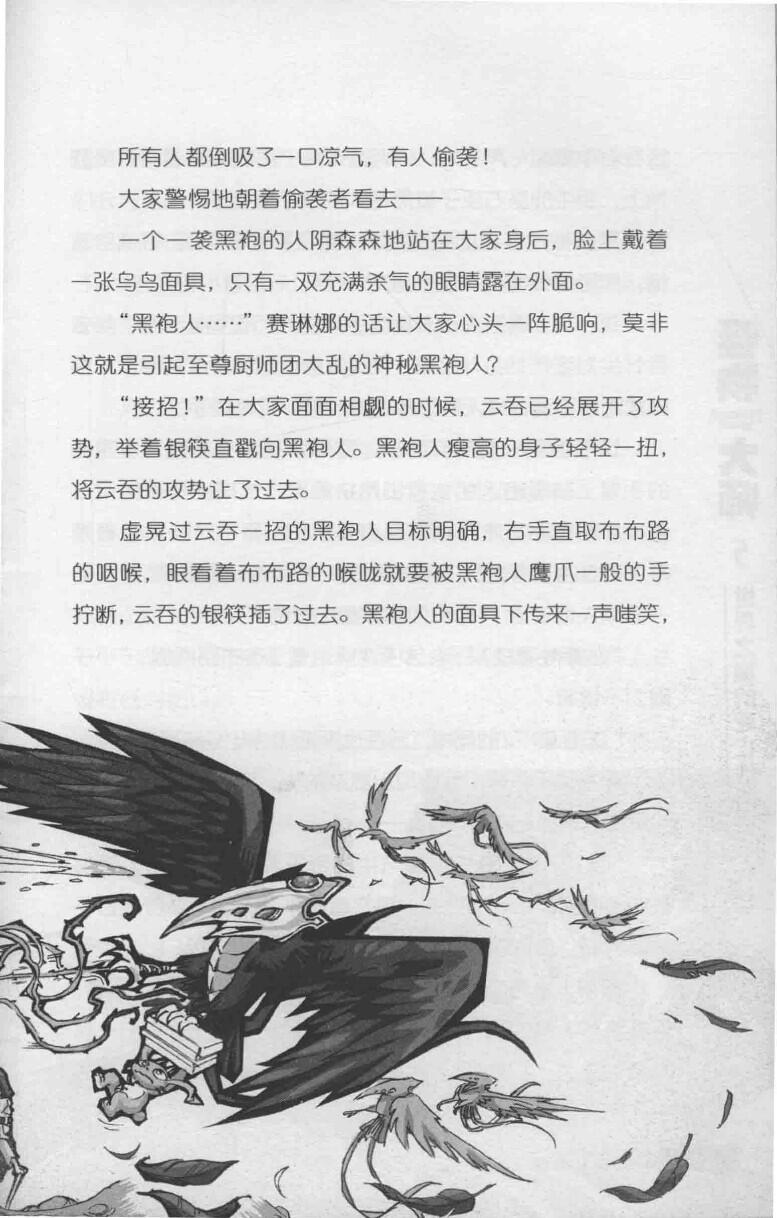 所有人都倒吸了一口凉气，有人偷袭！
大家警惕地朝着偷袭者看去——
一袭黑袍的人阴森森地站在大家身后，脸上戴着
一张鸟鸟面具，只有一双充满杀气的眼睛露在外面。
“黑袍人……”赛琳娜的话让大家心头一阵脆响，莫非
这就是引起至尊厨师团大乱的神秘黑袍人？
“接招！”在大家面面相觑的时候，云吞已经展开了攻
势，举着银筷直戳向黑袍人。黑袍人瘦高的身子轻轻一扭，
将云吞的攻势让了过去。
虚晃过云吞一招的黑袍人目标明确，右手直取布布路
的咽喉，眼看着布布路的喉咙就要被黑袍人鹰爪一般的手
拧断，云吞的银筷插了过去。黑袍人的面具下传来一声嗤笑，